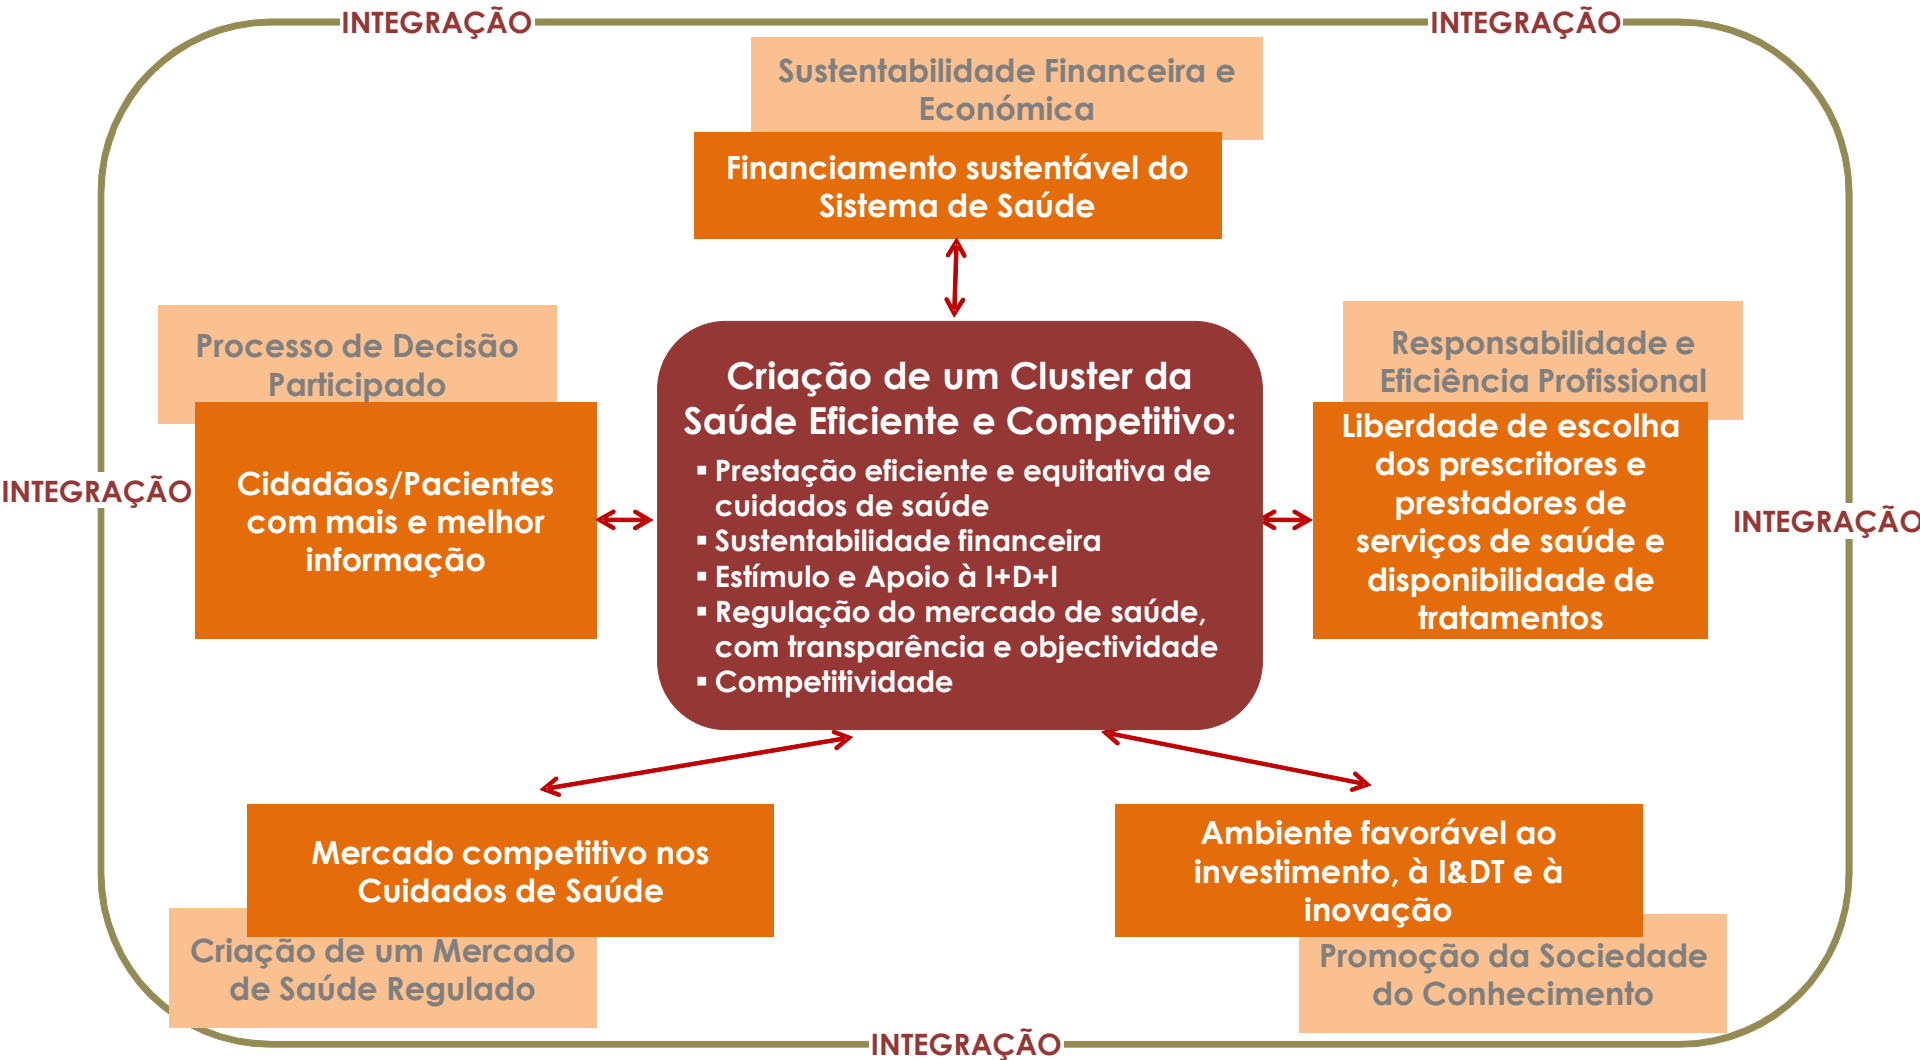 INTEGRAÇÃO
INTEGRAÇÃO
Sustentabilidade Financeira e
Económica
Financiamento sustentável do
Sistema de Saúde
Processo de Decisão
Participado
Cidadãos/Pacientes
com mais e melhor
informação
INTEGRAÇÃO
Criação de um Cluster da
Saúde Eficiente e Competitivo:
▪ Prestação eficiente e equitativa de
cuidados de saúde
▪ Sustentabilidade financeira
▪ Estímulo e Apoio à I+D+I
▪ Regulação do mercado de saúde,
com transparência e objectividade
▪ Competitividade
Responsabilidade e
Eficiência Profissional
Liberdade de escolha
dos prescritores e
prestadores de
serviços de saúde e
disponibilidade de
tratamentos
INTEGRAÇÃO
Mercado competitivo nos
Cuidados de Saúde
Criação de um Mercado
de Saúde Regulado
Ambiente favorável ao
investimento, à I&DT e à
inovação
Promoção da Sociedade
do Conhecimento
INTEGRAÇÃO